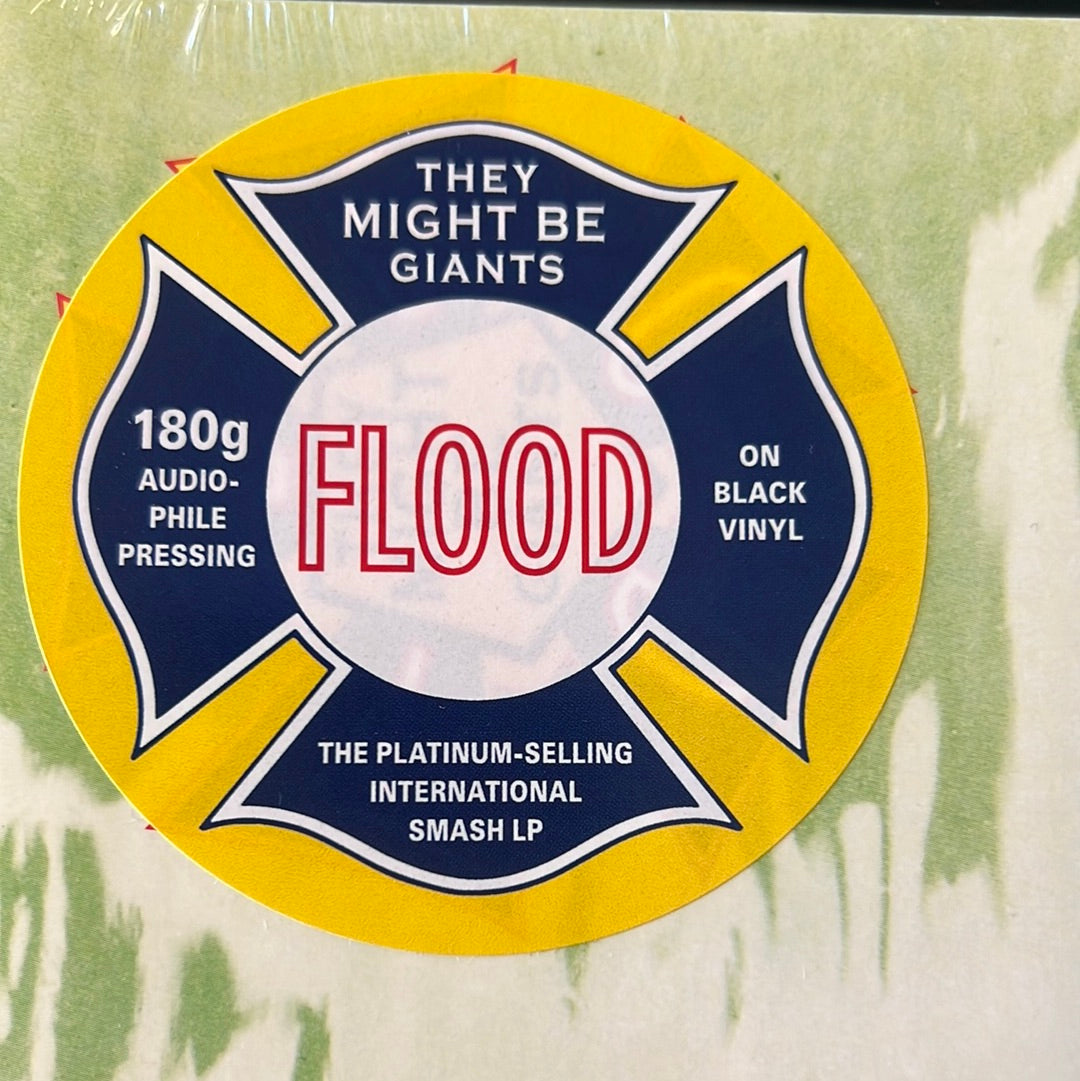 THEY
MIGHT BE
GIANTS
180g
AUDIO-
PHILE
PRESSING
FLOOD
ON
BLACK
VINYL
THE PLATINUM-SELLING
INTERNATIONAL
SMASH LP